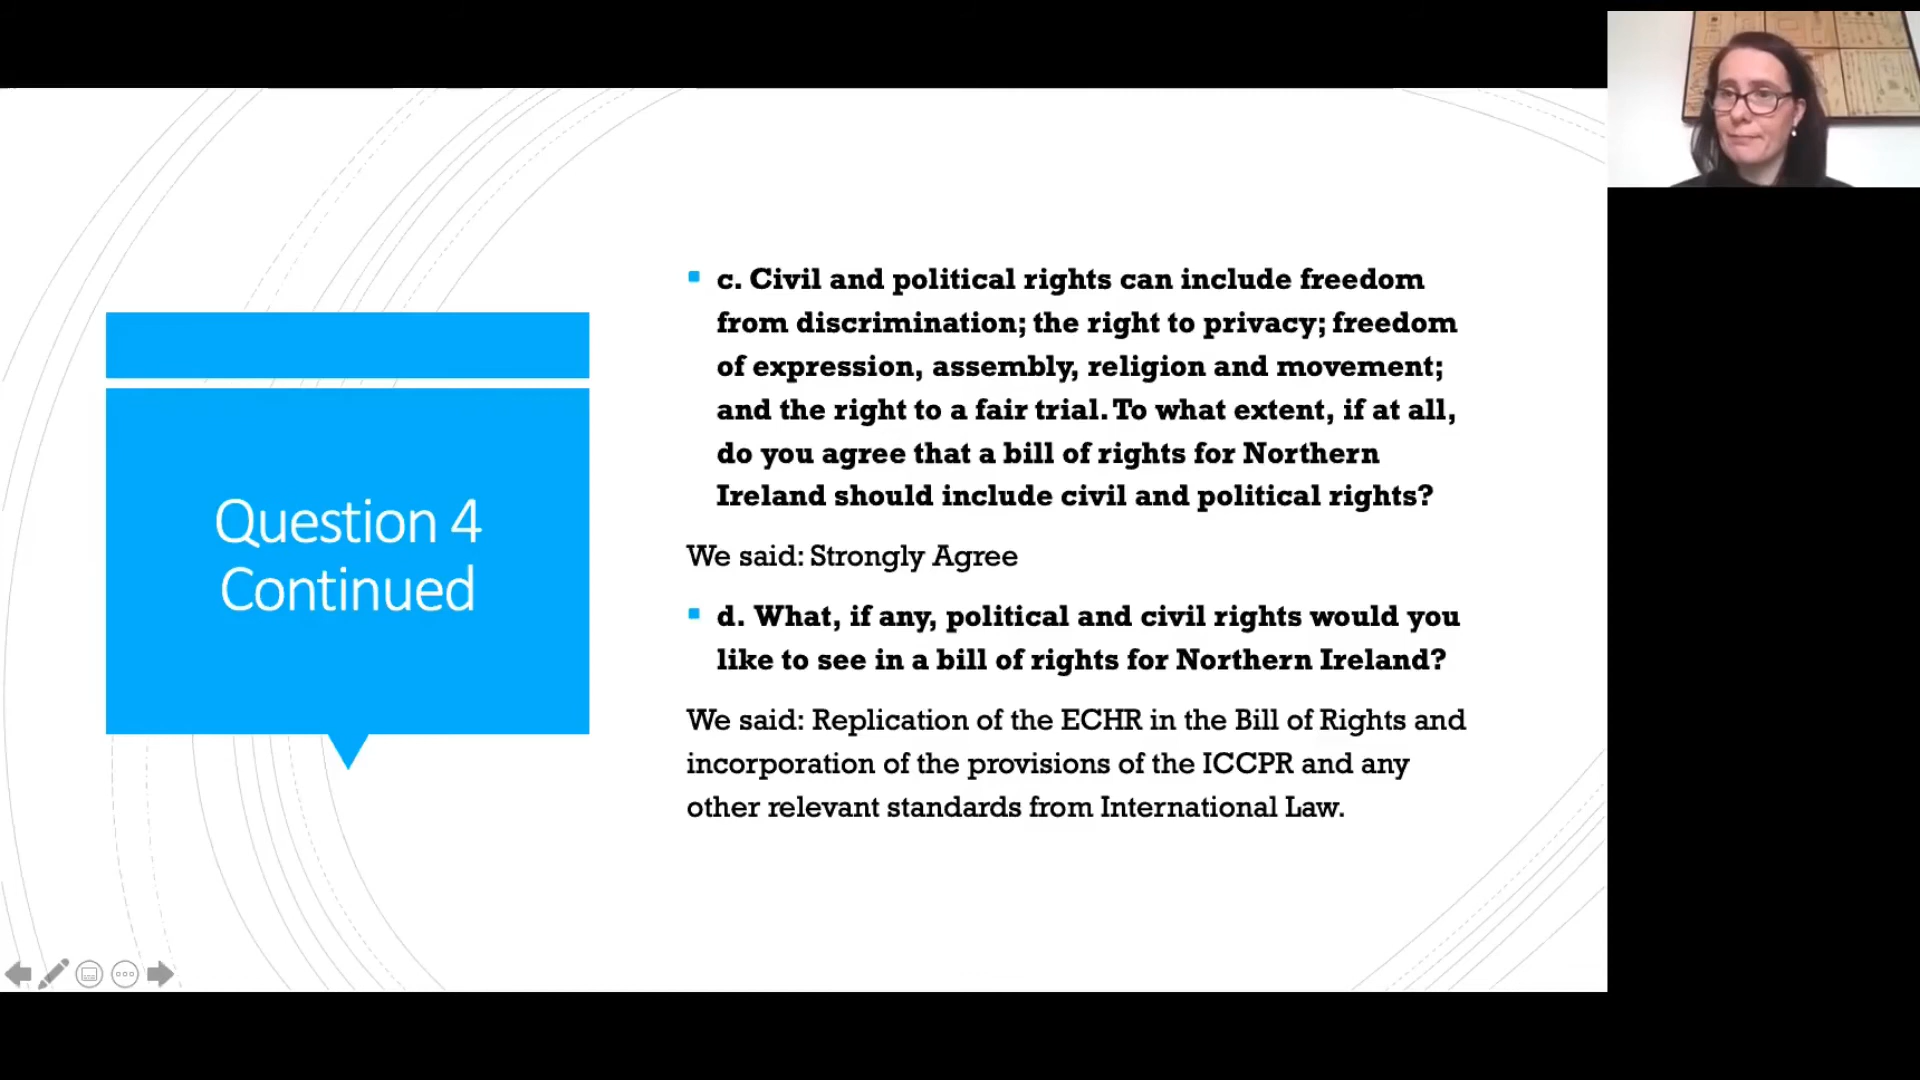 Question 4
Continued
c. Civil and political rights can include freedom
from discrimination; the right to privacy; freedom
of expression, assembly, religion and movement;
and the right to a fair trial. To what extent, if at all,
do you agree that a bill of rights for Northern
Ireland should include civil and political rights?
We said: Strongly Agree
d. What, if any, political and civil rights would you
like to see in a bill of rights for Northern Ireland?
We said: Replication of the ECHR in the Bill of Rights and
incorporation of the provisions of the ICCPR and any
other relevant standards from International Law.